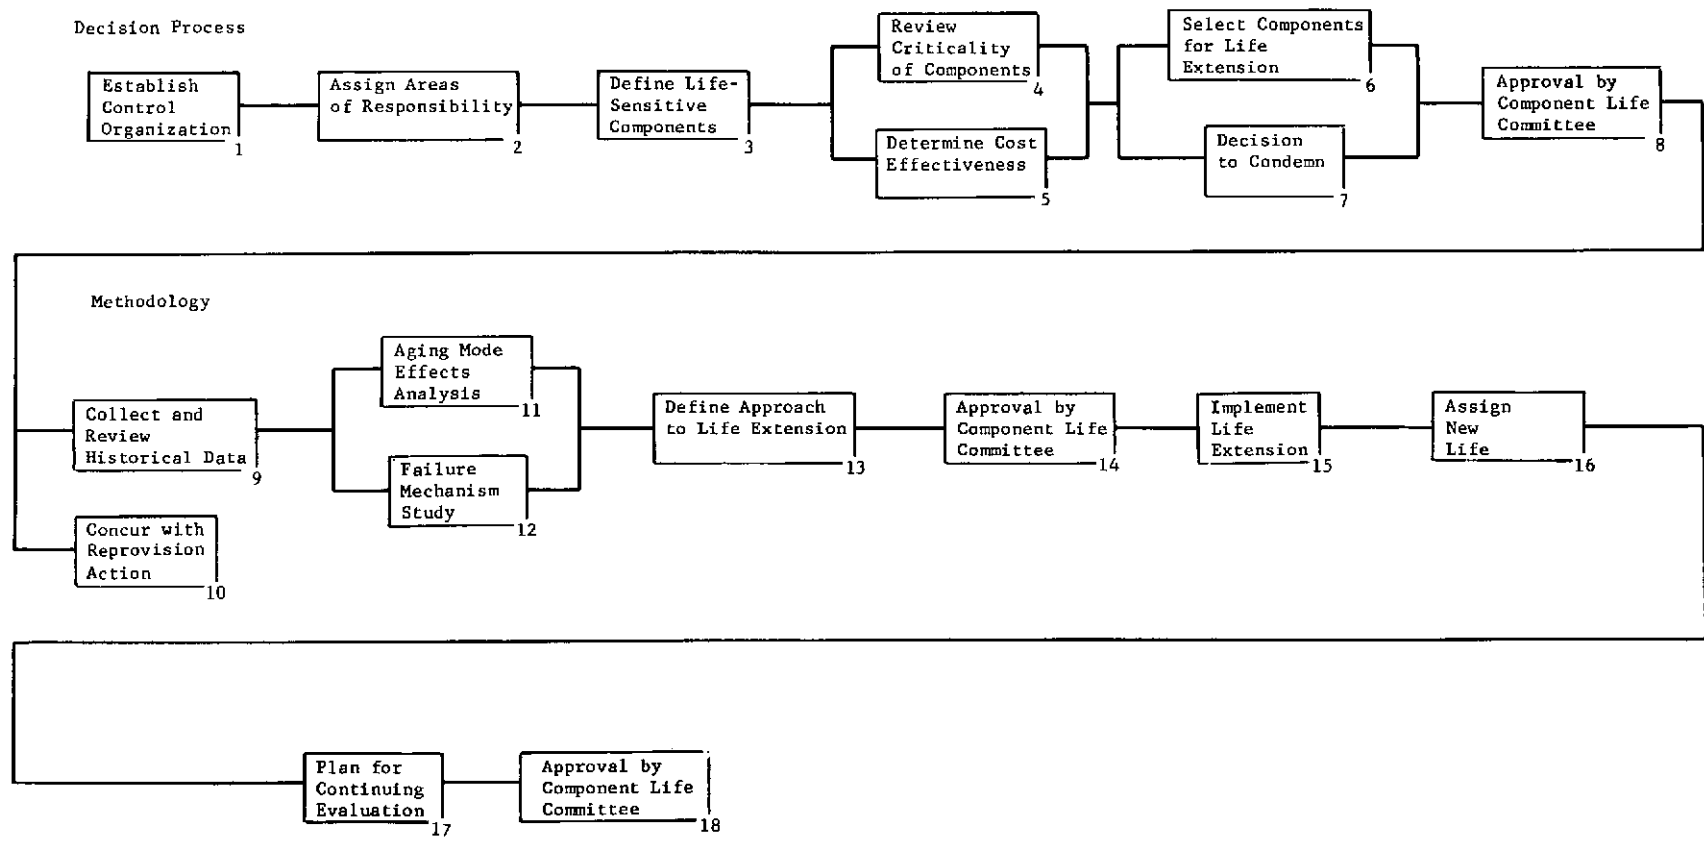 Decision Process
Establish
Control
Organization
1
Assign Areas
of Responsibility
2
Define Life-
Sensitive
Components
3
Review
Criticality
of Components
4
Determine Cost
Effectiveness
5
Select Components
for Life
Extension
6
Decision
to Condemn
7
Approval by
Component Life
Committee
8
Methodology
Collect and
Review
Historical Data
9
Concur with
Reprovision
Action
10
Aging Mode
Effects
Analysis
11
Failure
Mechanism
Study
12
Define Approach
to Life Extension
13
Approval by
Component Life
Committee
14
Implement
Life
Extension
15
Assign
New
Life
16
Plan for
Continuing
Evaluation
17
Approval by
Component Life
Committee
18